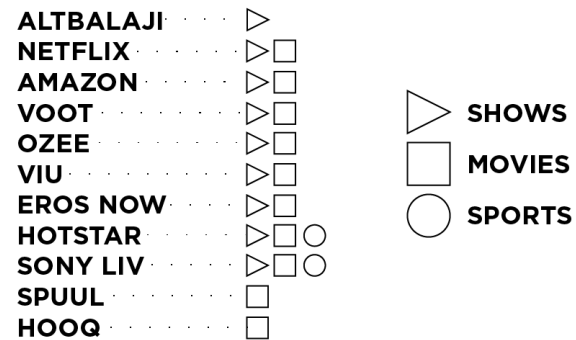 ALTBALAJI
NETFLIX
AMAZON
VOOT
OZEE
VIU
EROS NOW
HOTSTAR
SONY LIV
SPUUL
HOOQ
SHOWS
MOVIES
SPORTS